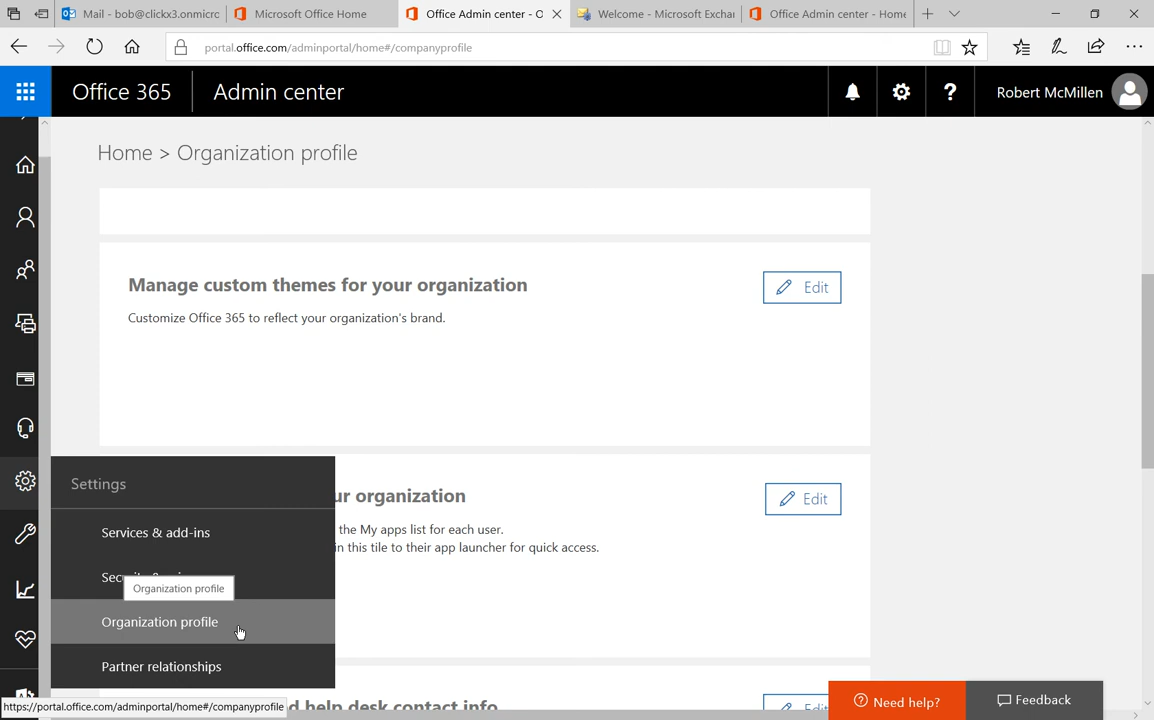 Mail - bob@clickx3.onmicro
Microsoft Office Home
Office Admin center - O
Welcome - Microsoft Exchan
Office Admin center - Home
portal.office.com/adminportal/home#/companyprofile
Office 365
Admin center
Robert McMillen
Home > Organization profile
Manage custom themes for your organization
Edit
Customize Office 365 to reflect your organization's brand.
Settings
ur organization
Edit
Services & add-ins
the My apps list for each user.
in this tile to their app launcher for quick access.
Organization profile
Organization profile
Partner relationships
d help desk contact info
Edit
Need help?
Feedback
https://portal.office.com/adminportal/home#/companyprofile